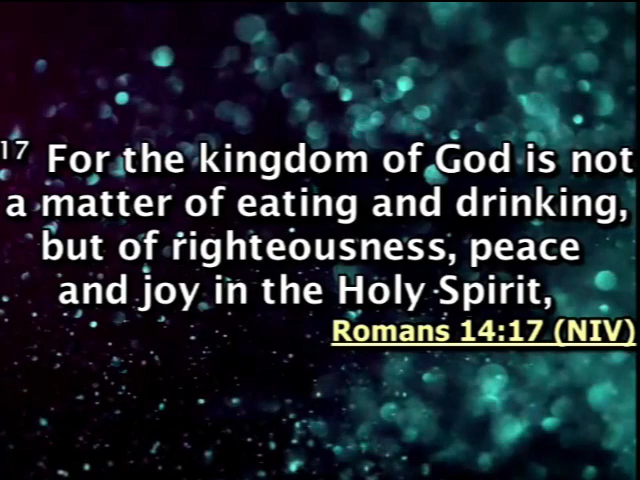 17 For the kingdom of God is not
a matter of eating and drinking,
but of righteousness, peace
and joy in the Holy Spirit,
Romans 14:17 (NIV)